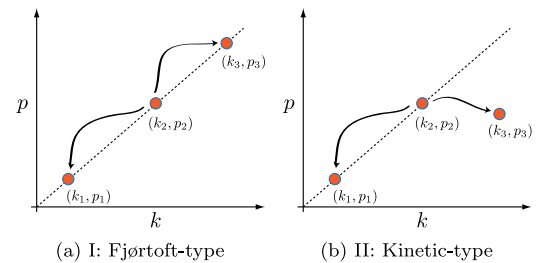 p
(k₃, p₃)
(k₂, p₂)
(k₁, p₁)
k
(a) I: Fjørtoft-type
p
(k₂, p₂)
(k₃, p₃)
(k₁, p₁)
k
(b) II: Kinetic-type